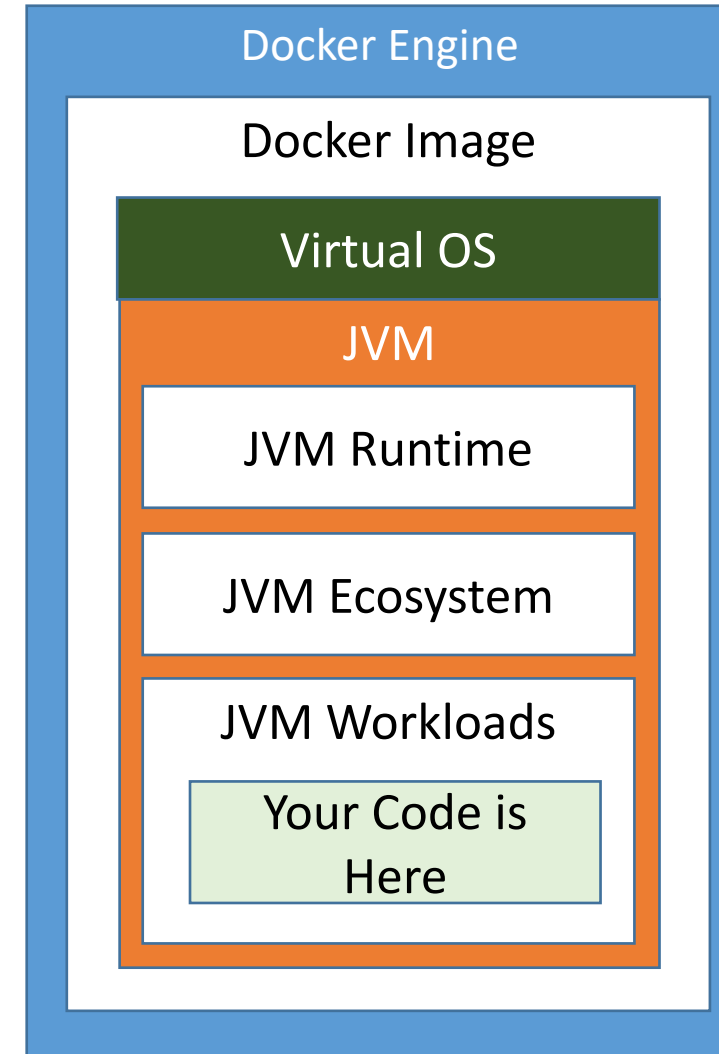 Docker Engine
Docker Image
Virtual OS
JVM
JVM Runtime
JVM Ecosystem
JVM Workloads
Your Code is
Here